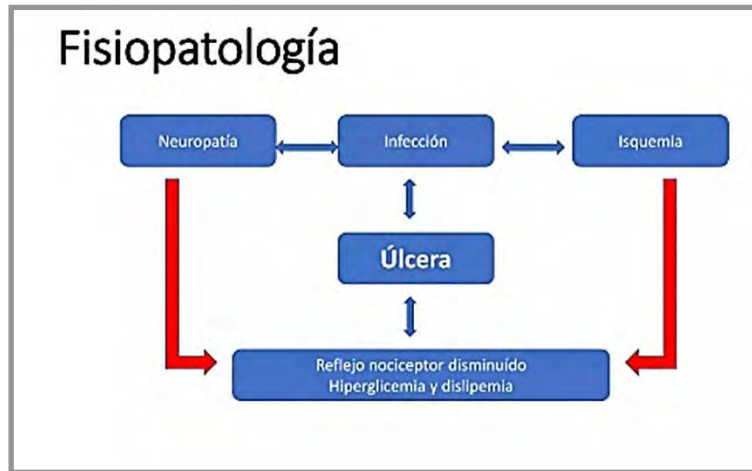 Fisiopatología
Neuropatía
Infección
Isquemia
Úlcera
Reflejo nociceptor disminuído
Hiperglicemia y dislipemia